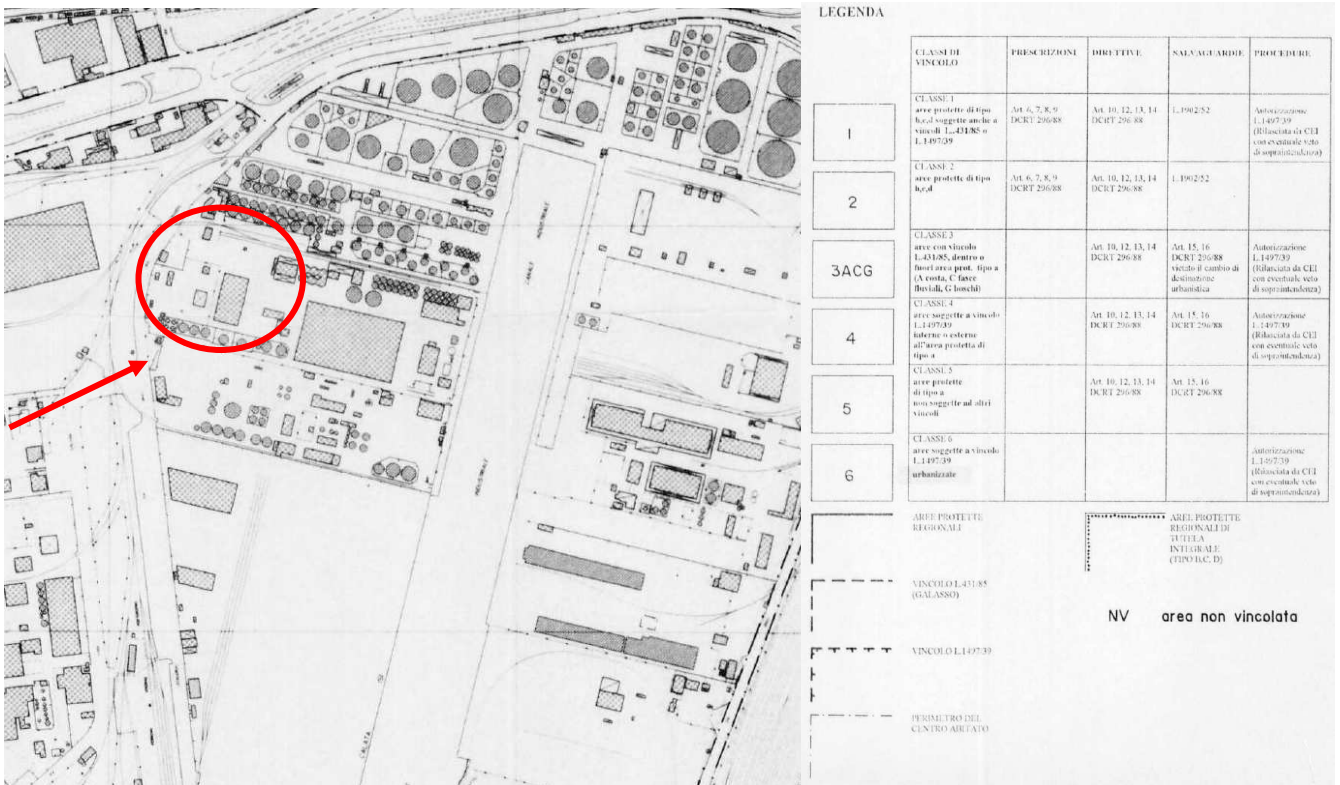 LEGENDA
CLASSI DI
VINCOLO
PRESCRIZIONI
DIRETTIVE
SALVAGUARDIE
PROCEDURE
1
CLASSE 1
aree protette di tipo
b,c,d soggette anche a
vincoli L.431/85 o
L.1497/39
Art. 6, 7, 8, 9
DCRT 296/88
Art. 10, 12, 13, 14
DCRT 296/88
L.1902/52
Autorizzazione
L.1497/39
(Rilasciata da CEI
con eventuale veto
di sopraintendenza)
2
CLASSE 2
aree protette di tipo
b,c,d
Art. 6, 7, 8, 9
DCRT 296/88
Art. 10, 12, 13, 14
DCRT 296/88
L.1902/52
3ACG
CLASSE 3
aree con vincolo
L.431/85, dentro o
fuori area prot. tipo a
(A costa, C fasce
fluviali, G boschi)
Art. 10, 12, 13, 14
DCRT 296/88
Art. 15, 16
DCRT 296/88
vietato il cambio di
destinazione
urbanistica
Autorizzazione
L.1497/39
(Rilasciata da CEI
con eventuale veto
di sopraintendenza)
4
CLASSE 4
aree soggette a vincolo
L.1497/39
interne o esterne
all'area protetta di
tipo a
Art. 10, 12, 13, 14
DCRT 296/88
Art. 15, 16
DCRT 296/88
Autorizzazione
L.1497/39
(Rilasciata da CEI
con eventuale veto
di sopraintendenza)
5
CLASSE 5
aree protette
di tipo a
non soggette ad altri
vincoli
Art. 10, 12, 13, 14
DCRT 296/88
Art. 15, 16
DCRT 296/88
6
CLASSE 6
aree soggette a vincolo
L.1497/39
urbanizzate
Autorizzazione
L.1497/39
(Rilasciata da CEI
con eventuale veto
di sopraintendenza)
AREE PROTETTE
REGIONALI
AREE PROTETTE
REGIONALI DI
TUTELA
INTEGRALE
(TIPO B,C, D)
VINCOLO L.431/85
(GALASSO)
NV area non vincolata
VINCOLO L.1497/39
PERIMETRO DEL
CENTRO ABITATO
INDUSTRIALE
CANALE
INDUSTRIALE
CALATA